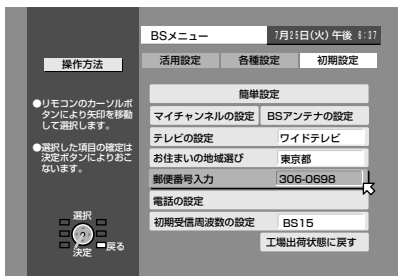 BSメニュー
7月25日(火) 午後 6:37
操作方法
活用設定 各種設定 初期設定
簡単設定
●リモコンのカーソルボ
タンにより矢印を移動
して選択します。
●選択した項目の確定は
決定ボタンによりおこ
ないます。
マイチャンネルの設定 BSアンテナの設定
テレビの設定 ワイドテレビ
お住まいの地域選び 東京都
郵便番号入力 306-0698
電話の設定
初期受信周波数の設定 BS15
工場出荷状態に戻す
選択
戻る
決定